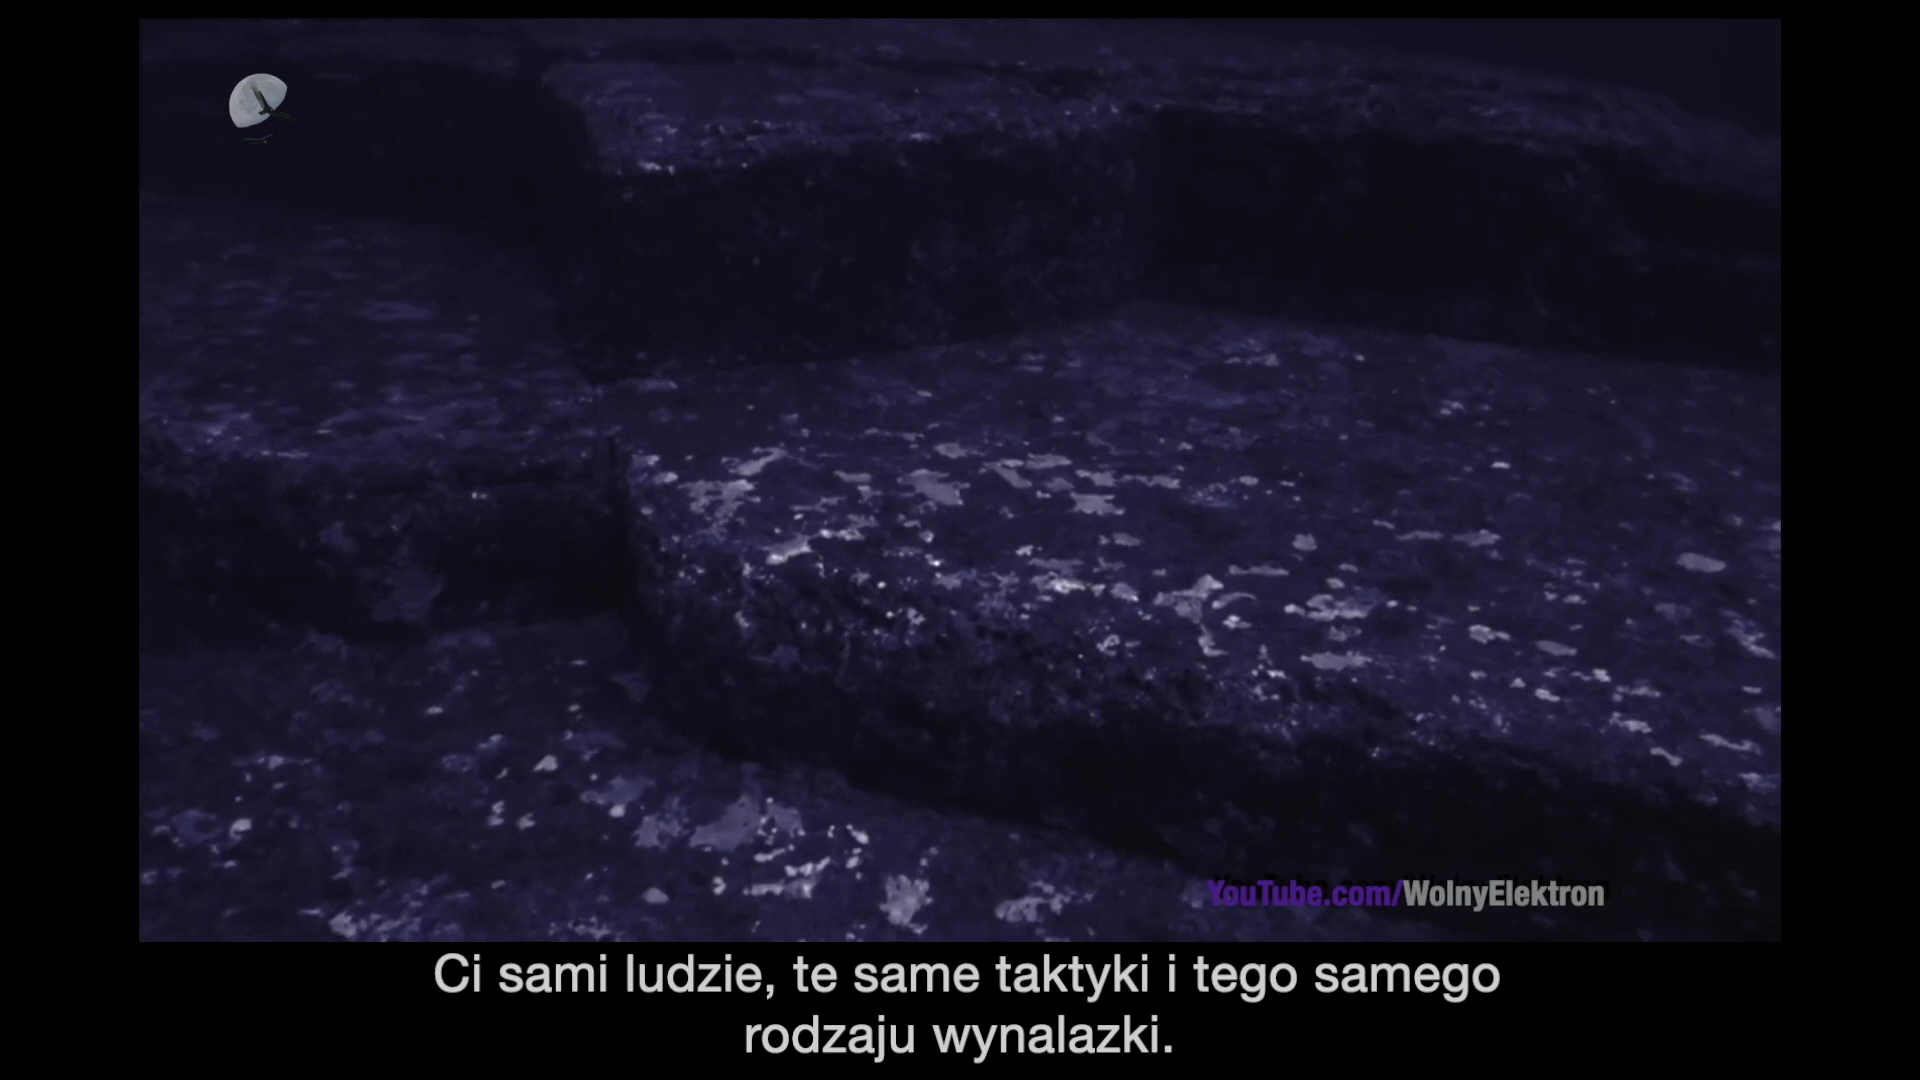 YouTube.com/WolnyElektron
Ci sami ludzie, te same taktyki i tego samego
rodzaju wynalazki.